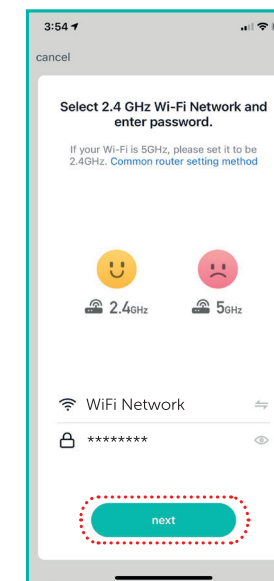 3:54
cancel
Select 2.4 GHz Wi-Fi Network and
enter password.
If your Wi-Fi is 5GHz, please set it to be
2.4GHz. Common router setting method
2.4GHz 5GHz
WiFi Network
********
next